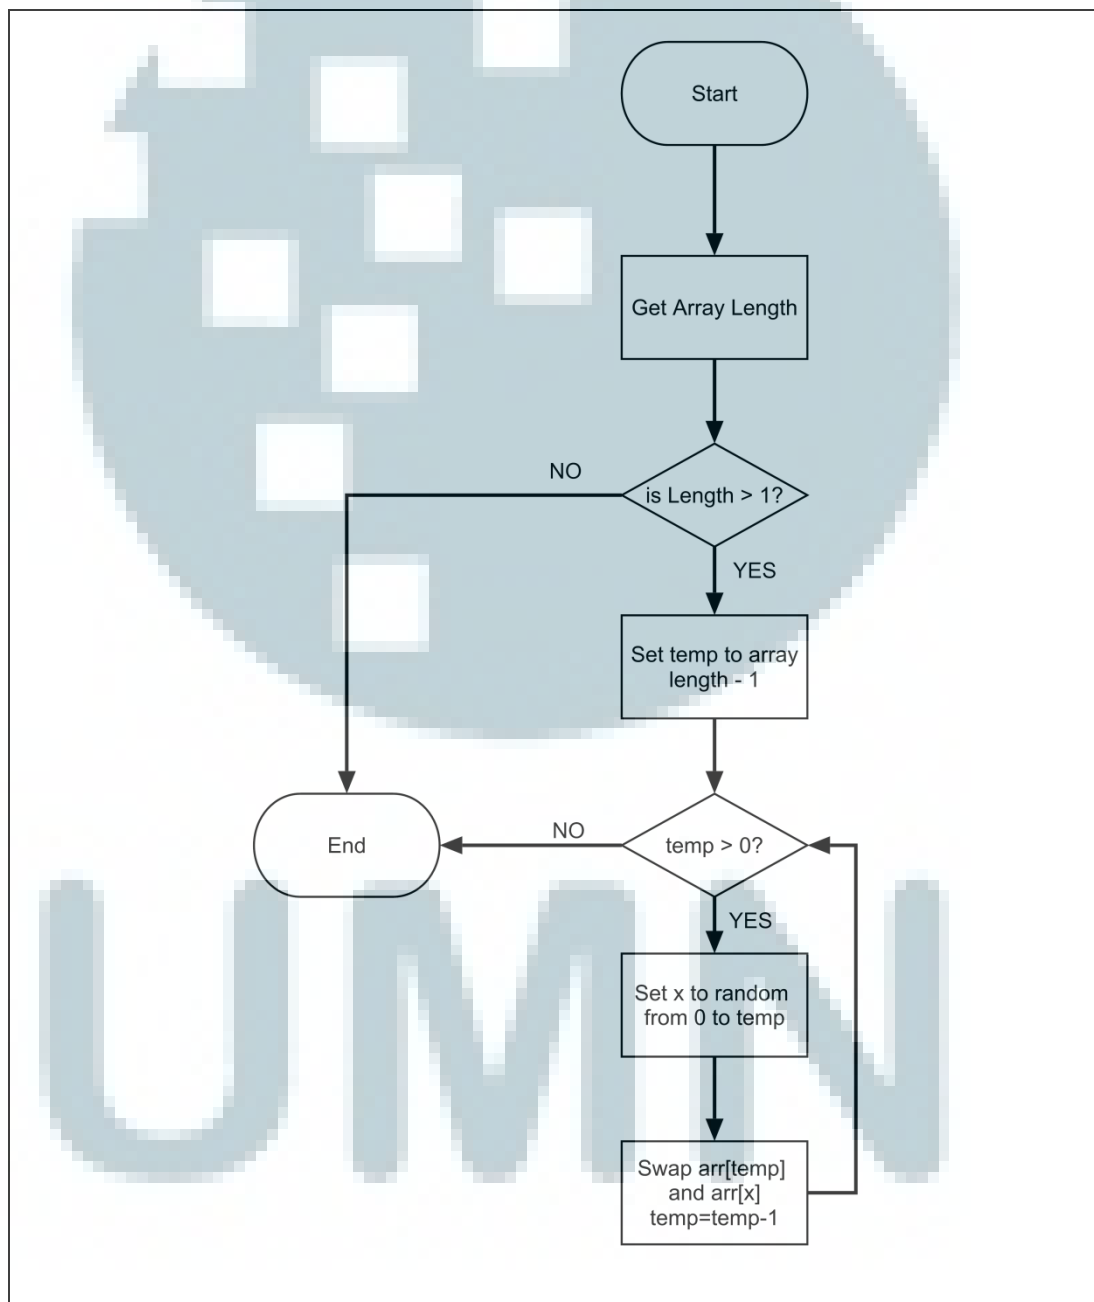 Start
Get Array Length
is Length > 1?
NO
YES
Set temp to array
length - 1
temp > 0?
NO
End
YES
Set x to random
from 0 to temp
Swap arr[temp]
and arr[x]
temp=temp-1
UMN